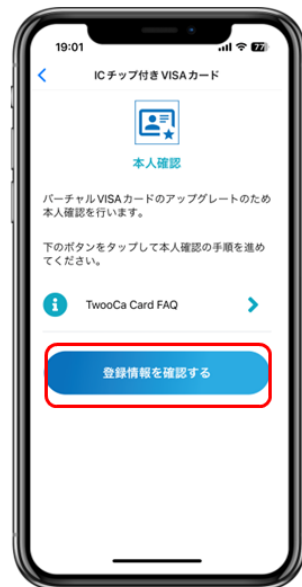 19:01
77
ICチップ付きVISAカード
本人確認
バーチャルVISAカードのアップグレートのため
本人確認を行います。
下のボタンをタップして本人確認の手順を進め
てください。
TwooCa Card FAQ
登録情報を確認する